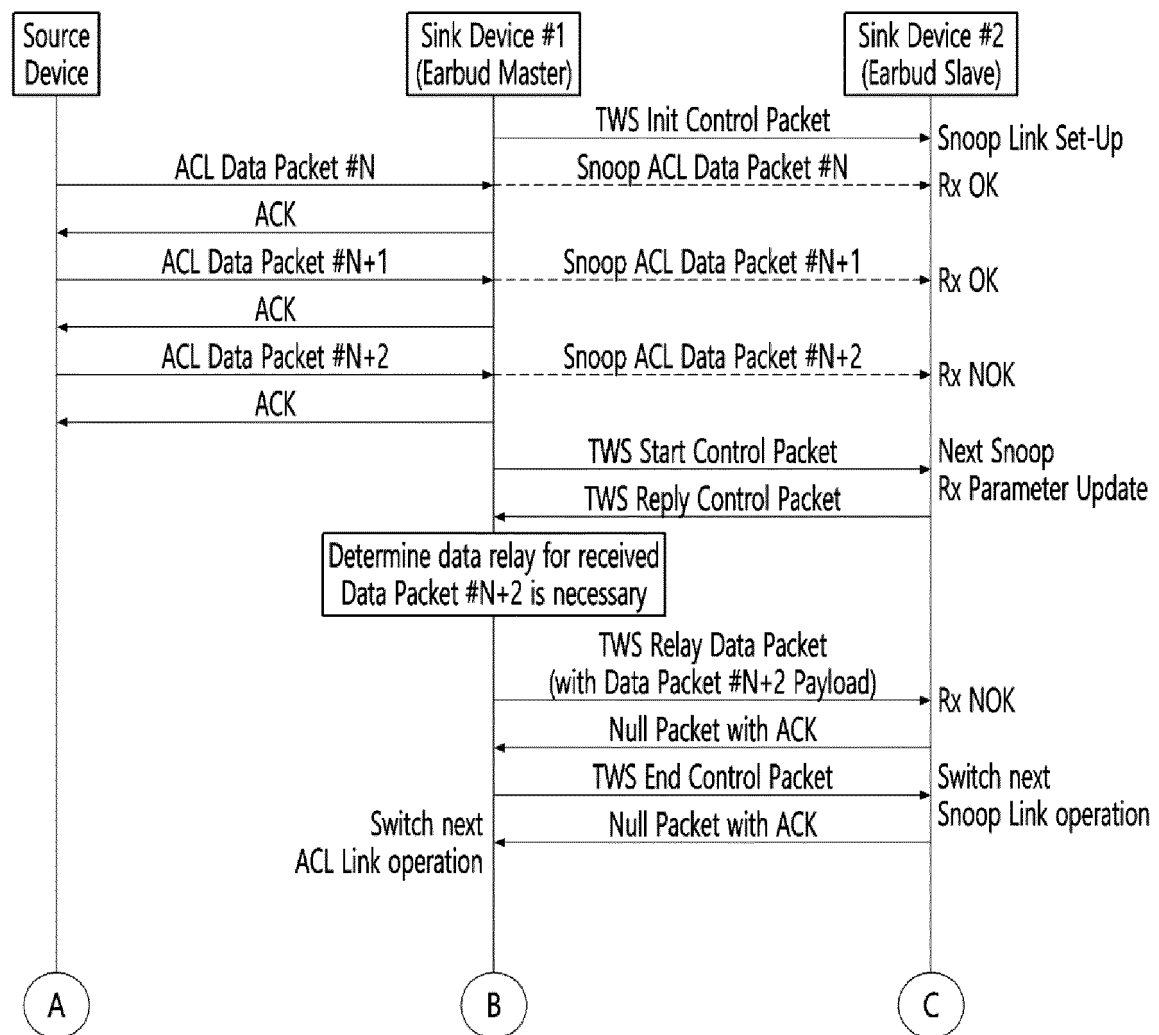 Source
Device
Sink Device #1
(Earbud Master)
Sink Device #2
(Earbud Slave)
TWS Init Control Packet
Snoop Link Set-Up
ACL Data Packet #N
Snoop ACL Data Packet #N
Rx OK
ACK
ACL Data Packet #N+1
Snoop ACL Data Packet #N+1
Rx OK
ACK
ACL Data Packet #N+2
Snoop ACL Data Packet #N+2
Rx NOK
ACK
TWS Start Control Packet
Next Snoop
Rx Parameter Update
TWS Reply Control Packet
Determine data relay for received
Data Packet #N+2 is necessary
TWS Relay Data Packet
(with Data Packet #N+2 Payload)
Rx NOK
Null Packet with ACK
TWS End Control Packet
Switch next
Snoop Link operation
Null Packet with ACK
Switch next
ACL Link operation
A
B
C